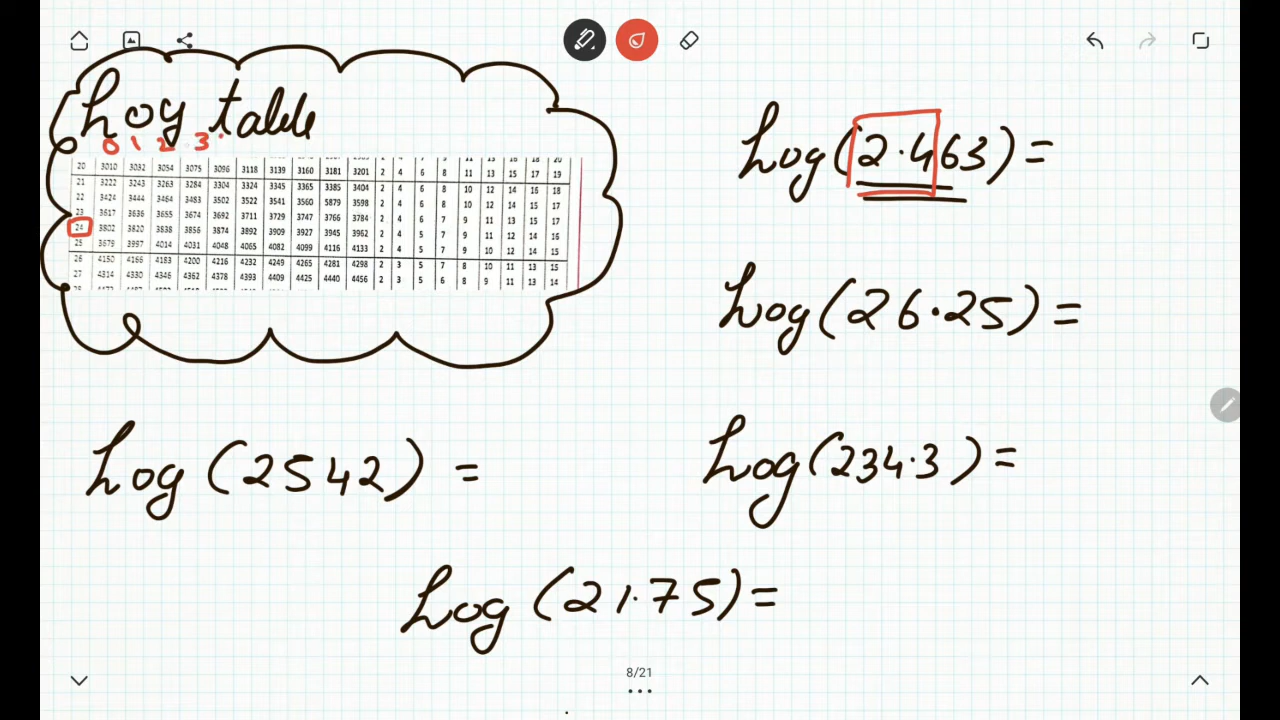 Log table
0 1 2 3
20 3010 3032 3054 3075 3096 3118 3139 3160 3181 3201 2 4 6 8 11 13 15 17 19
21 3222 3243 3263 3284 3304 3324 3345 3365 3385 3404 2 4 6 8 10 12 14 16 18
22 3424 3444 3464 3483 3502 3522 3541 3560 5879 3598 2 4 6 8 10 12 14 15 17
23 3617 3636 3655 3674 3692 3711 3729 3747 3766 3784 2 4 6 7 9 11 13 15 17
24 3802 3820 3838 3856 3874 3892 3909 3927 3945 3962 2 4 5 7 9 11 12 14 16
25 3679 3997 4014 4031 4048 4065 4082 4099 4116 4133 2 4 5 7 9 10 12 14 15
26 4150 4166 4183 4200 4216 4232 4249 4265 4281 4298 2 3 5 7 8 10 11 13 15
27 4314 4330 4346 4362 4378 4393 4409 4425 4440 4456 2 3 5 6 8 9 11 13 14
Log(2.463)=
Log(26.25)=
Log(2542)=
Log(234.3)=
Log(21.75)=
8/21